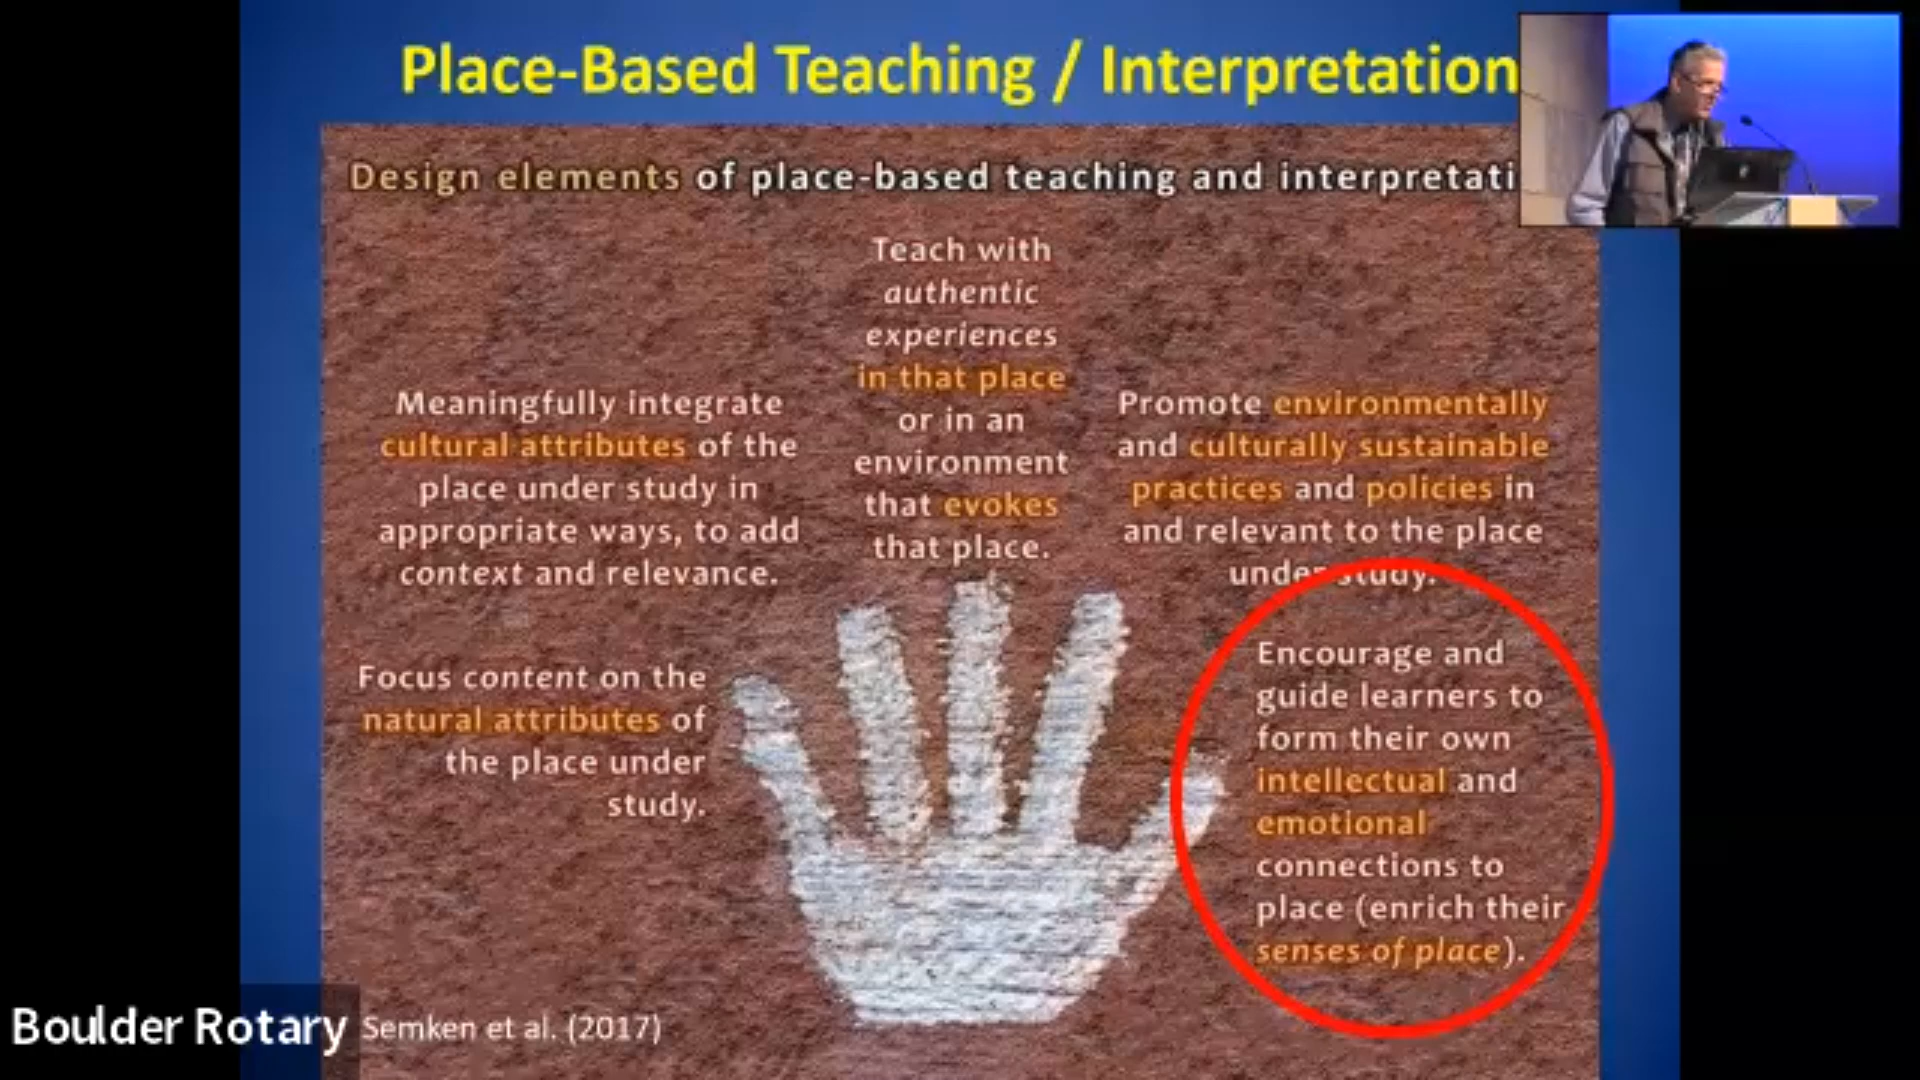 Place-Based Teaching / Interpretation
Design elements of place-based teaching and interpretati
Teach with
authentic
experiences
in that place
or in an
environment
that evokes
that place.
Meaningfully integrate
cultural attributes of the
place under study in
appropriate ways, to add
context and relevance.
Promote environmentally
and culturally sustainable
practices and policies in
and relevant to the place
under study.
Focus content on the
natural attributes of
the place under
study.
Encourage and
guide learners to
form their own
intellectual and
emotional
connections to
place (enrich their
senses of place).
Boulder Rotary
Semken et al. (2017)